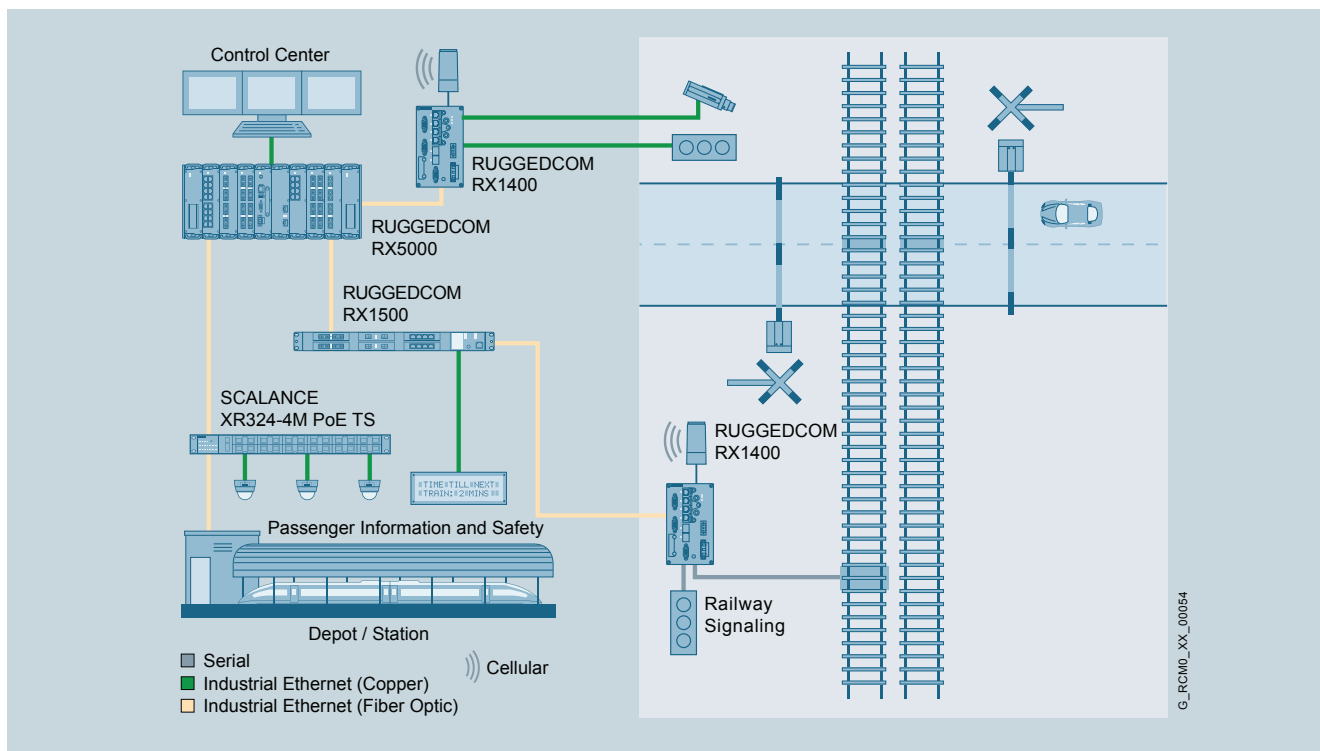 Control Center
RUGGEDCOM
RX1400
RUGGEDCOM
RX5000
RUGGEDCOM
RX1500
SCALANCE
XR324-4M PoE TS
TIME TILL NEXT
TRAIN: 2 MINS
RUGGEDCOM
RX1400
Passenger Information and Safety
Railway
Signaling
Depot / Station
Serial
Cellular
Industrial Ethernet (Copper)
Industrial Ethernet (Fiber Optic)
G_RCM0_XX_00054